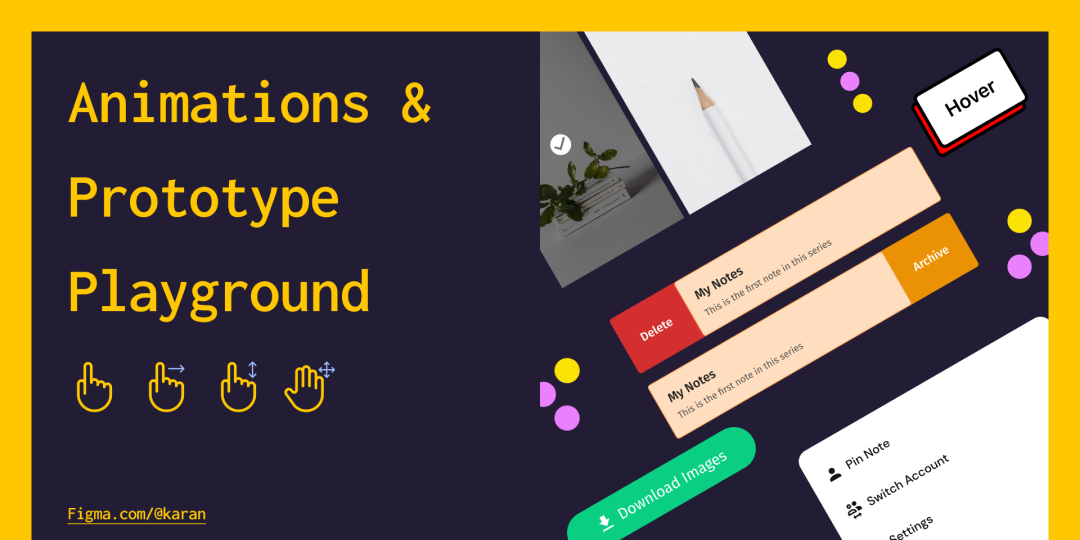 Animations &
Prototype
Playground
Figma.com/@karan
Hover
My Notes
This is the first note in this series
Delete
Archive
My Notes
This is the first note in this series
Download Images
Pin Note
Switch Account
Settings